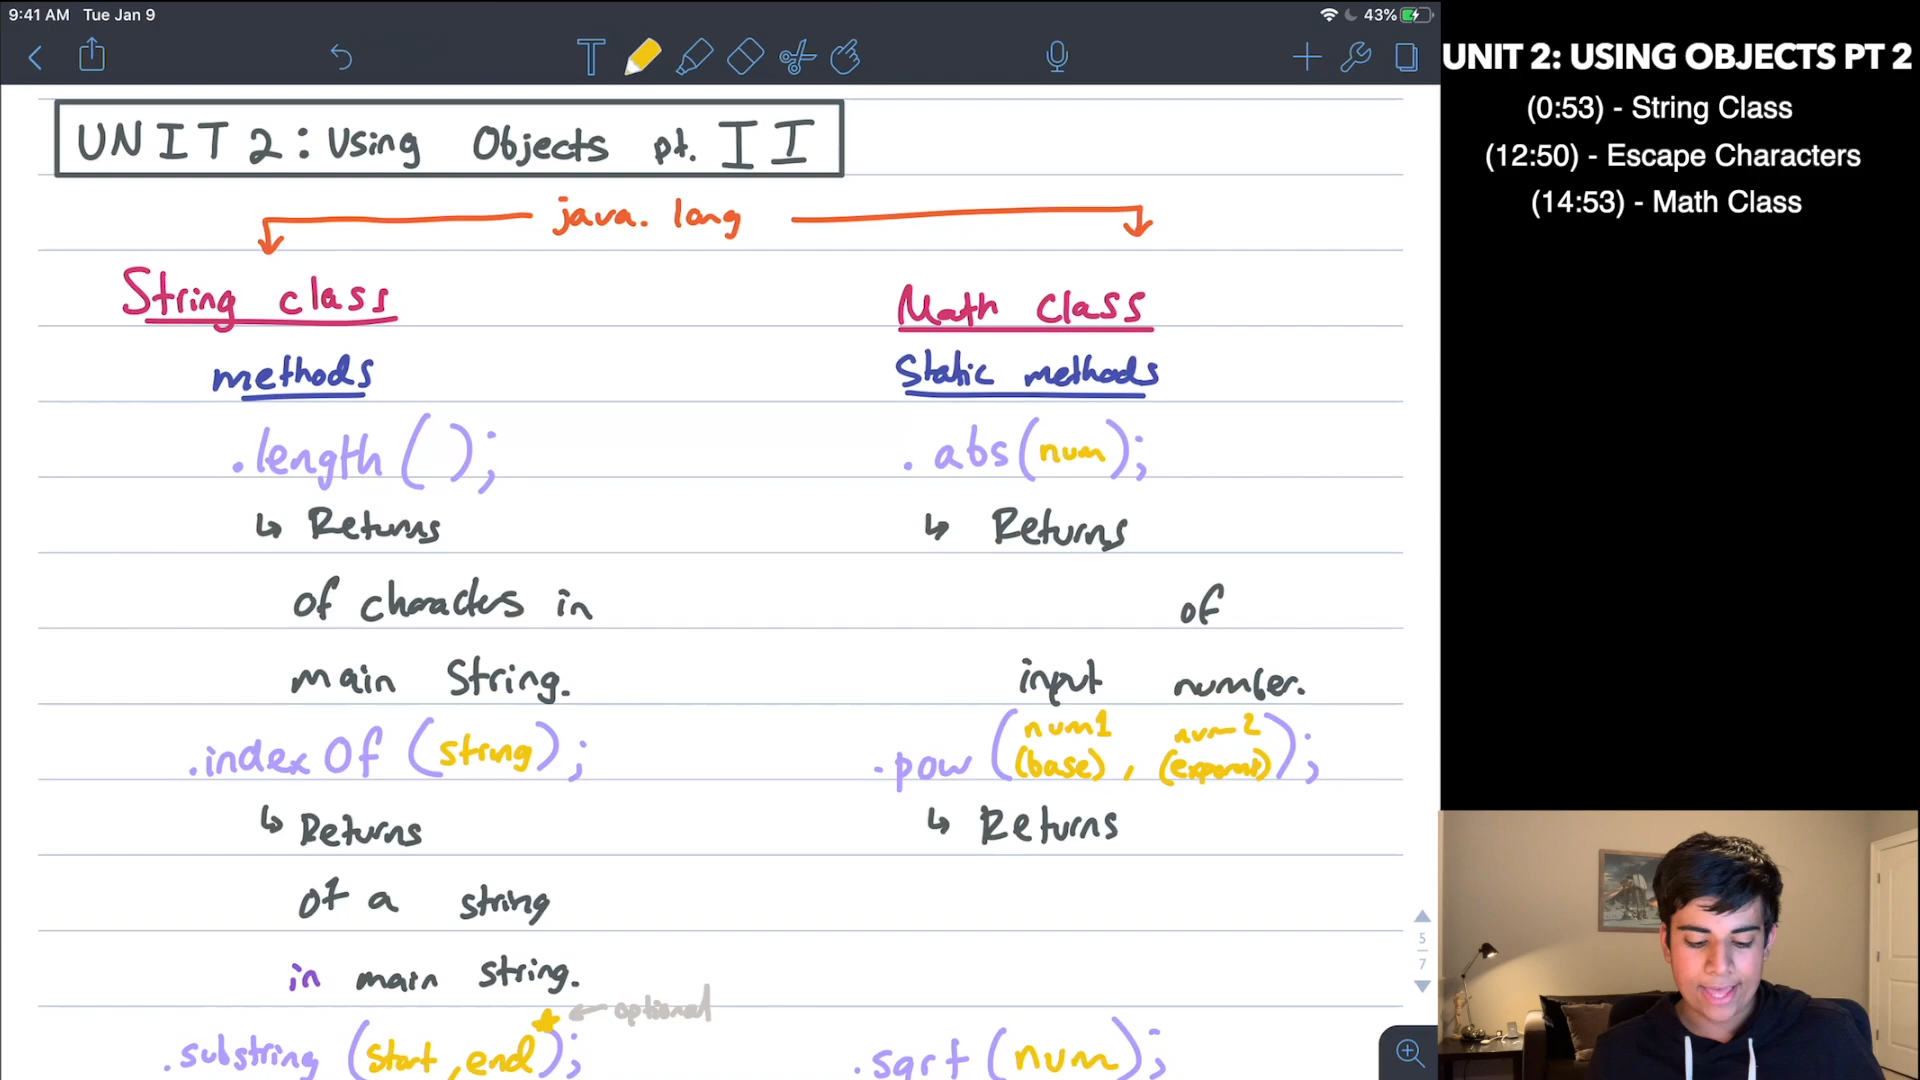 9:41 AM Tue Jan 9
43%
UNIT 2: Using Objects pt. II
java.lang
String class
methods
.length();
↳ Returns
of characters in
main String.
.indexOf (string);
↳ Returns
of a string
in main string.
← optional
.substring (start, end*);
Math Class
Static methods
.abs(num);
↳ Returns
of
input number.
.pow (num1 (base), num2 (exponent));
↳ Returns
.sqrt (num);
5
7
UNIT 2: USING OBJECTS PT 2
(0:53) - String Class
(12:50) - Escape Characters
(14:53) - Math Class